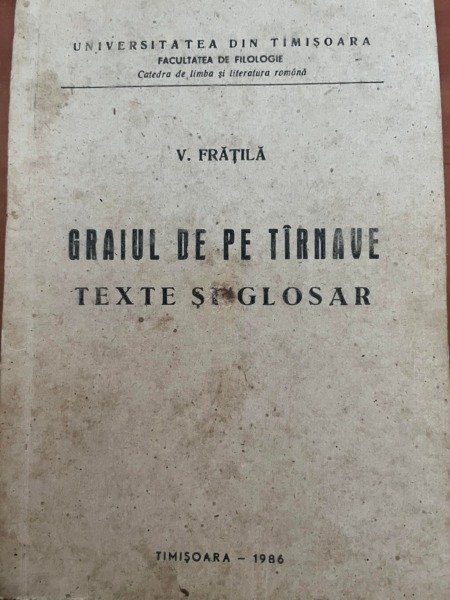 UNIVERSITATEA DIN TIMIȘOARA
FACULTATEA DE FILOLOGIE
Catedra de limba și literatura română
V. FRĂȚILĂ
GRAIUL DE PE TÎRNAVE
TEXTE ȘI GLOSAR
TIMIȘOARA – 1986